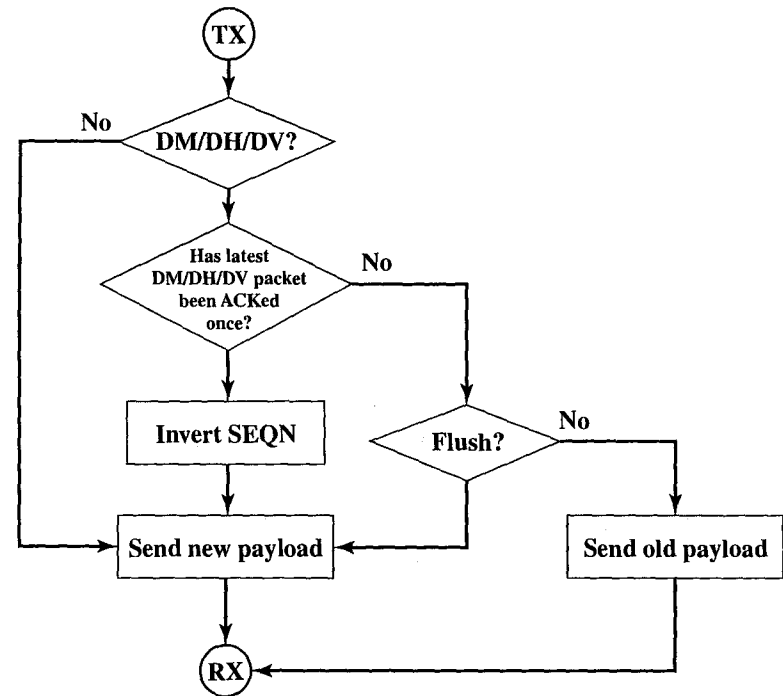 TX
No
DM/DH/DV?
Has latest
DM/DH/DV packet
been ACKed
once?
No
Invert SEQN
Flush?
No
Send new payload
Send old payload
RX